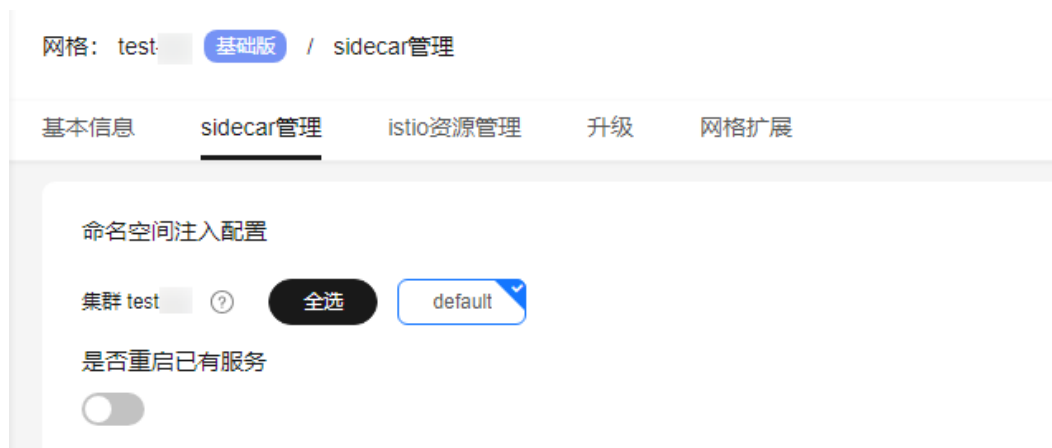 网格： test- 基础版 / sidecar管理
基本信息 sidecar管理 istio资源管理 升级 网格扩展
命名空间注入配置
集群 test ? 全选 default
是否重启已有服务